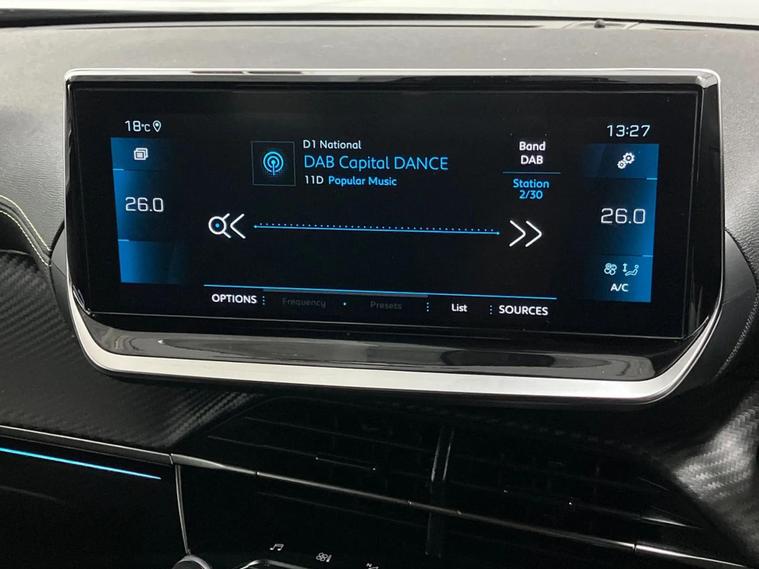 18°C
13:27
D1 National
DAB Capital DANCE
11D Popular Music
Band
DAB
Station
2/30
26.0
26.0
A/C
OPTIONS
Frequency
Presets
List
SOURCES